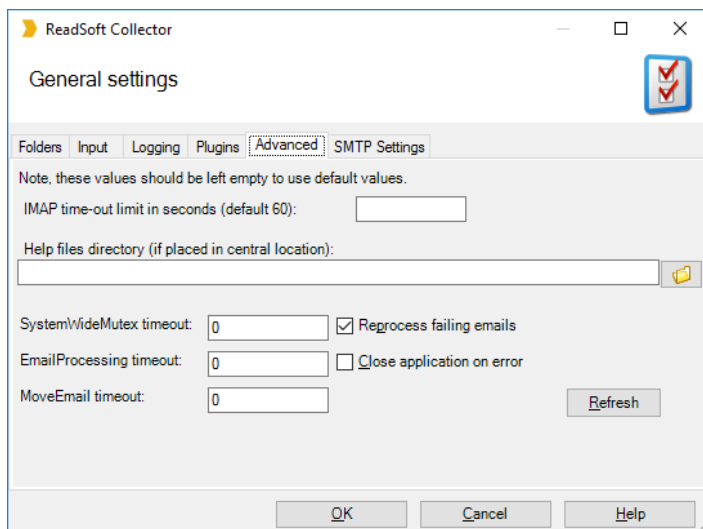 ReadSoft Collector
General settings
Folders Input Logging Plugins Advanced SMTP Settings
Note, these values should be left empty to use default values.
IMAP time-out limit in seconds (default 60):
Help files directory (if placed in central location):
SystemWideMutex timeout: 0 Reprocess failing emails
EmailProcessing timeout: 0 Close application on error
MoveEmail timeout: 0 Refresh
OK Cancel Help